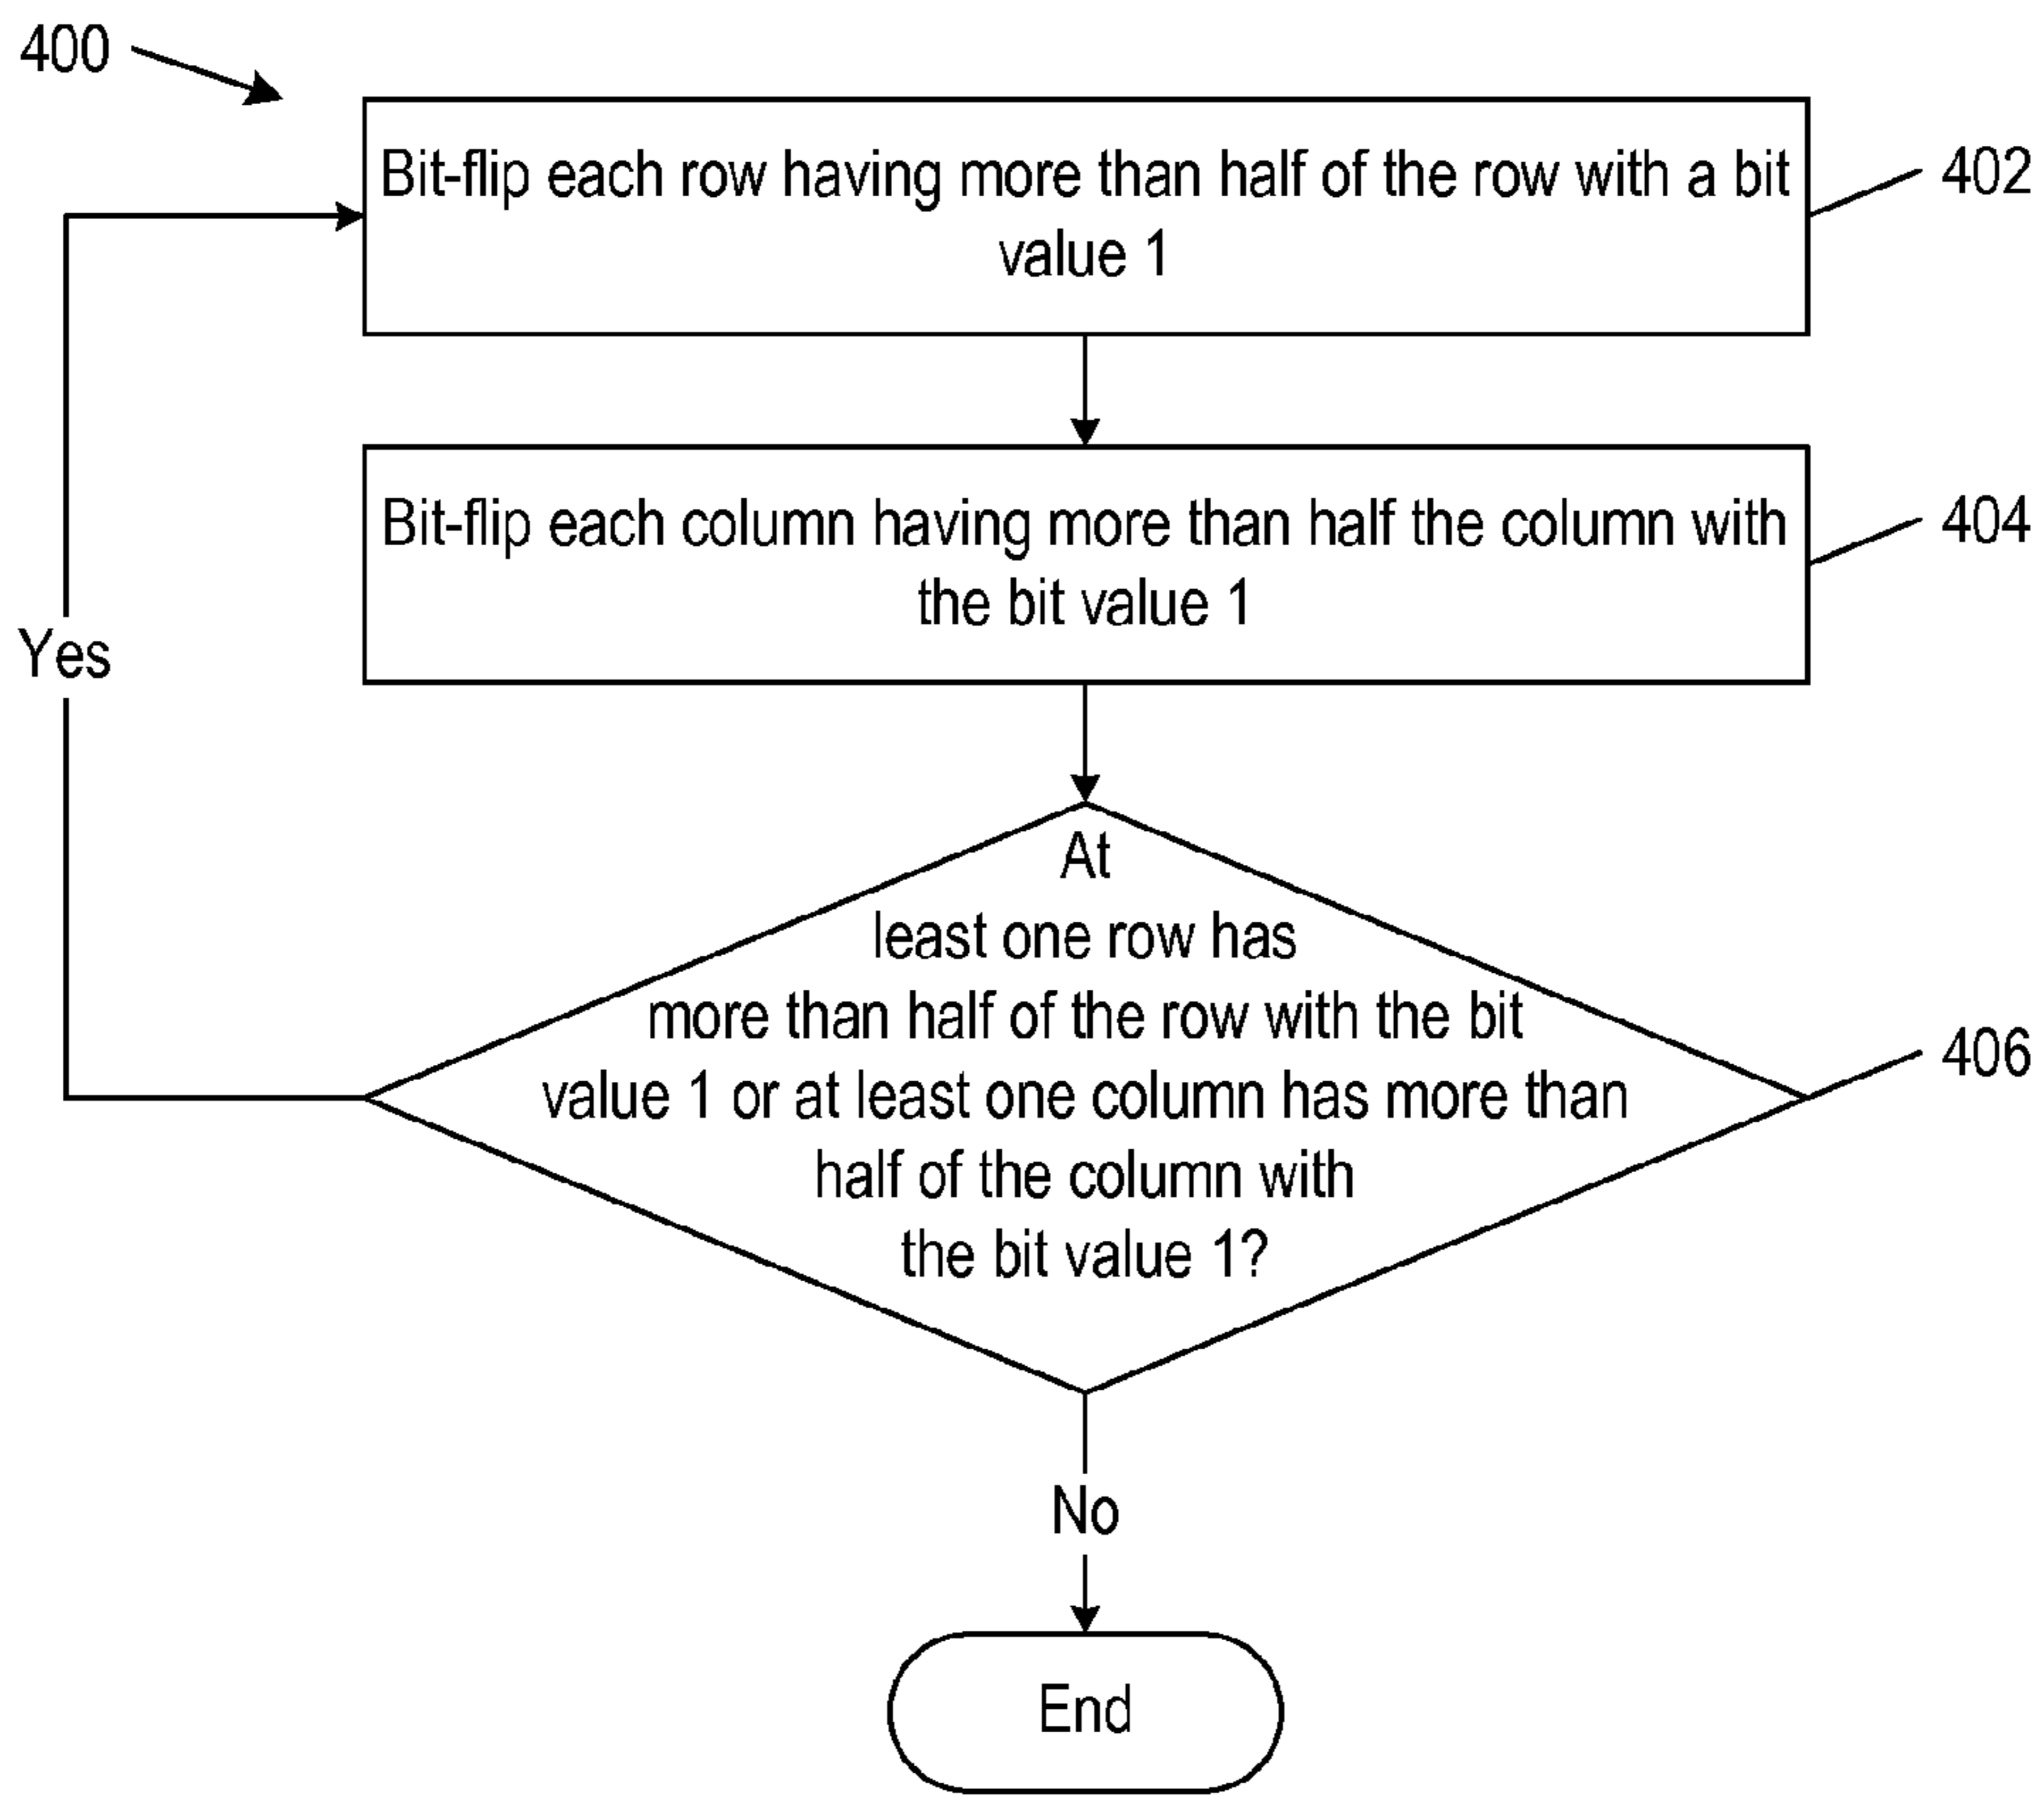 400
Bit-flip each row having more than half of the row with a bit
value 1
402
Bit-flip each column having more than half the column with
the bit value 1
404
Yes
At
least one row has
more than half of the row with the bit
value 1 or at least one column has more than
half of the column with
the bit value 1?
406
No
End